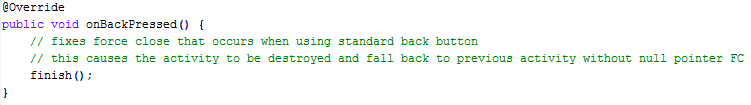 @Override
public void onBackPressed() {
    // fixes force close that occurs when using standard back button
    // this causes the activity to be destroyed and fall back to previous activity without null pointer FC
    finish();
}